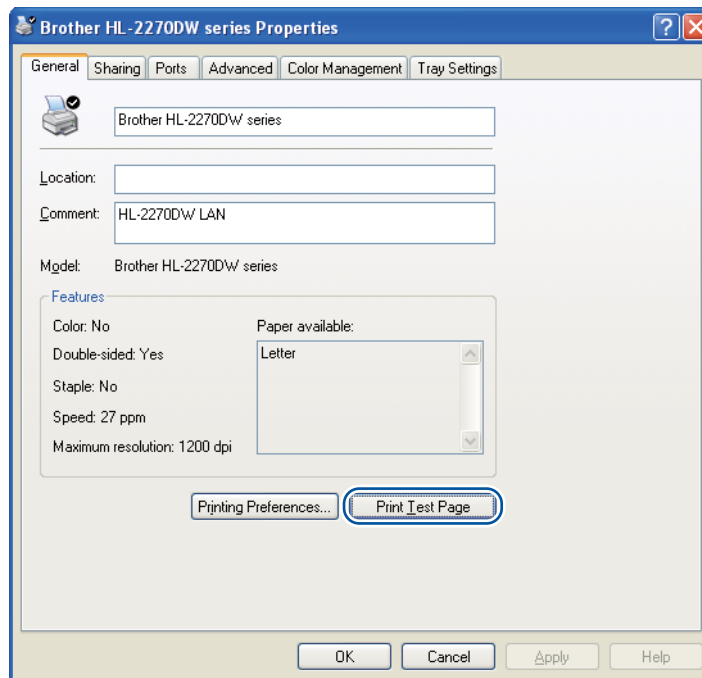 Brother HL-2270DW series Properties
General Sharing Ports Advanced Color Management Tray Settings
Brother HL-2270DW series
Location:
Comment: HL-2270DW LAN
Model: Brother HL-2270DW series
Features
Color: No
Paper available:
Double-sided: Yes
Letter
Staple: No
Speed: 27 ppm
Maximum resolution: 1200 dpi
Printing Preferences... Print Test Page
OK Cancel Apply Help